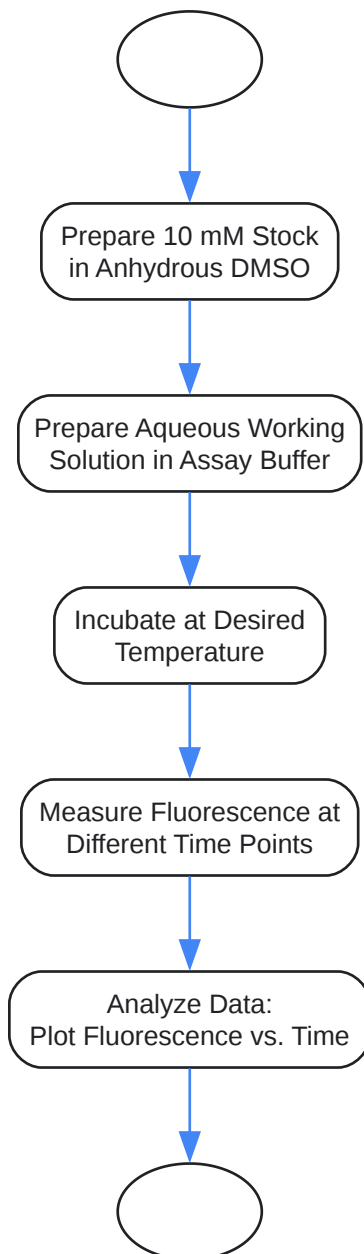 Prepare 10 mM Stock
in Anhydrous DMSO
Prepare Aqueous Working
Solution in Assay Buffer
Incubate at Desired
Temperature
Measure Fluorescence at
Different Time Points
Analyze Data:
Plot Fluorescence vs. Time